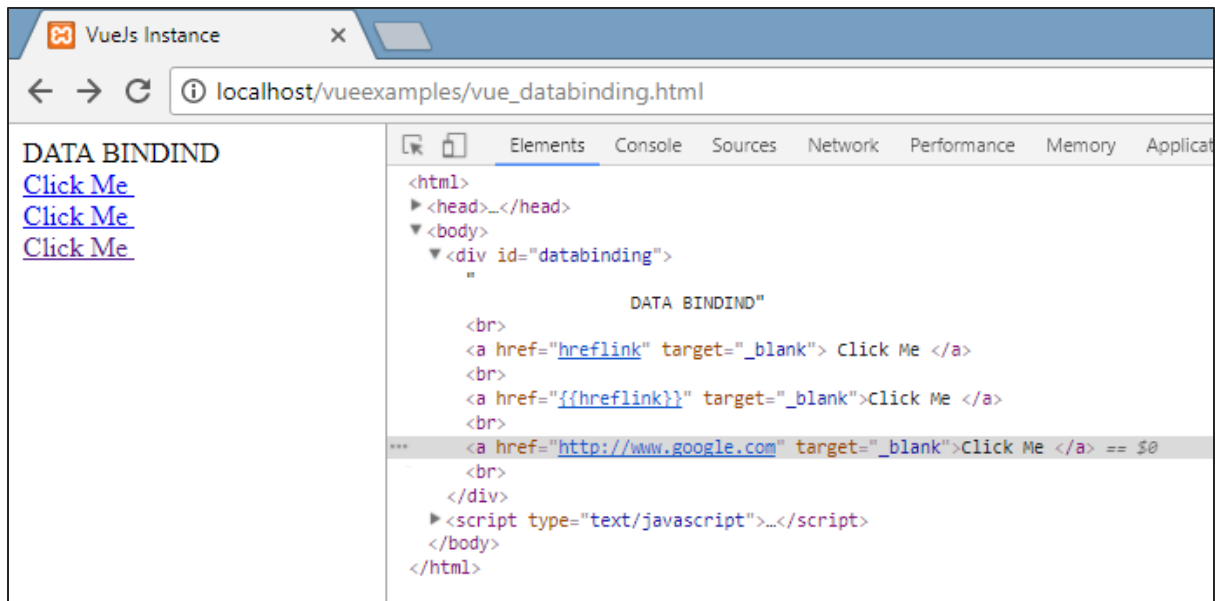 VueJs Instance
localhost/vueexamples/vue_databinding.html
DATA BINDIND
Click Me
Click Me
Click Me
Elements Console Sources Network Performance Memory Applicat
<html>
▶<head>…</head>
▼<body>
▼<div id="databinding">
"
DATA BINDIND"
<br>
<a href="hreflink" target="_blank"> Click Me </a>
<br>
<a href="{{hreflink}}" target="_blank">Click Me </a>
<br>
<a href="http://www.google.com" target="_blank">Click Me </a> == $0
<br>
</div>
▶<script type="text/javascript">…</script>
</body>
</html>